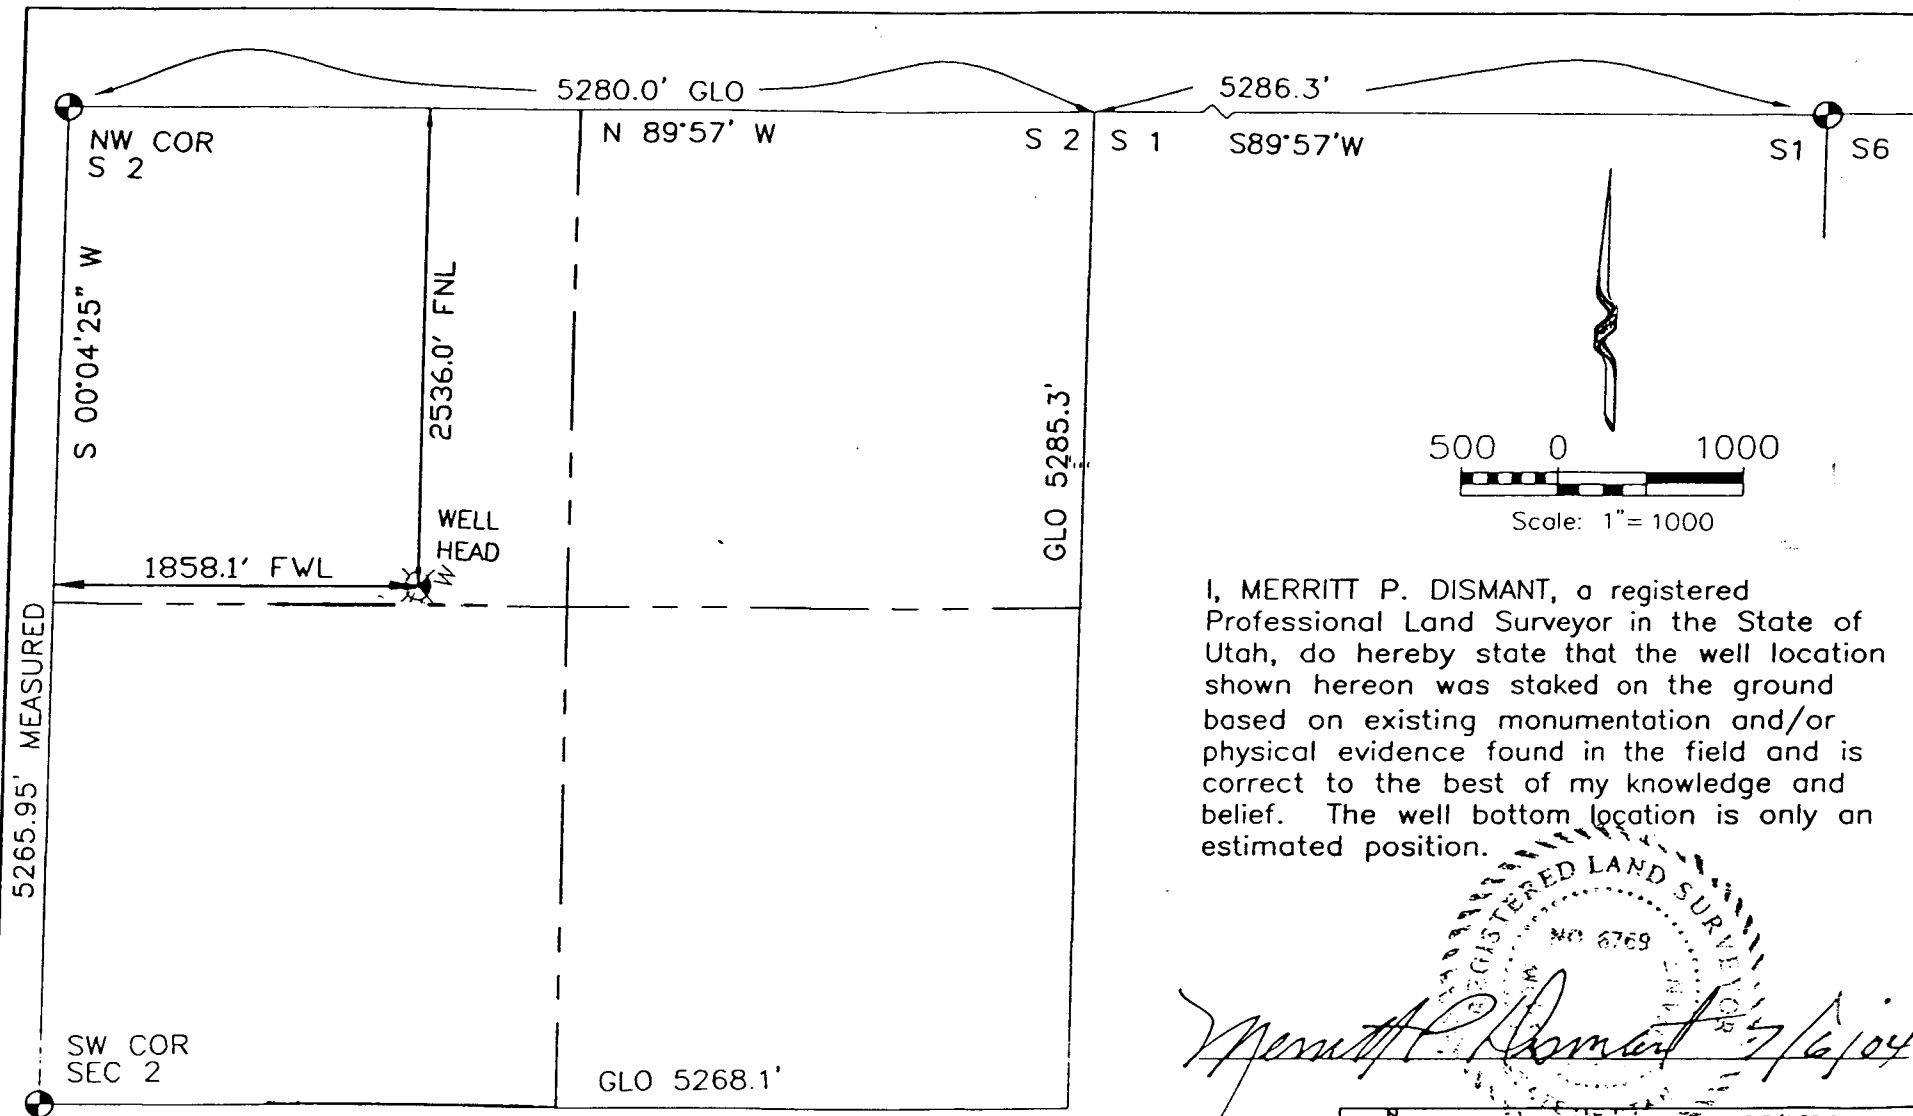 5280.0' GLO
5286.3'
NW COR
S 2
N 89°57' W
S 2
S 1
S89°57'W
S1
S6
S 00°04'25" W
2536.0' FNL
GLO 5285.3'
500 0 1000
Scale: 1"= 1000
WELL
HEAD
1858.1' FWL
5265.95' MEASURED
I, MERRITT P. DISMANT, a registered
Professional Land Surveyor in the State of
Utah, do hereby state that the well location
shown hereon was staked on the ground
based on existing monumentation and/or
physical evidence found in the field and is
correct to the best of my knowledge and
belief. The well bottom location is only an
estimated position.
REGISTERED LAND SURVEYOR
NO 6769
Merritt P. Dismant 7/6/04
SW COR
SEC 2
GLO 5268.1'